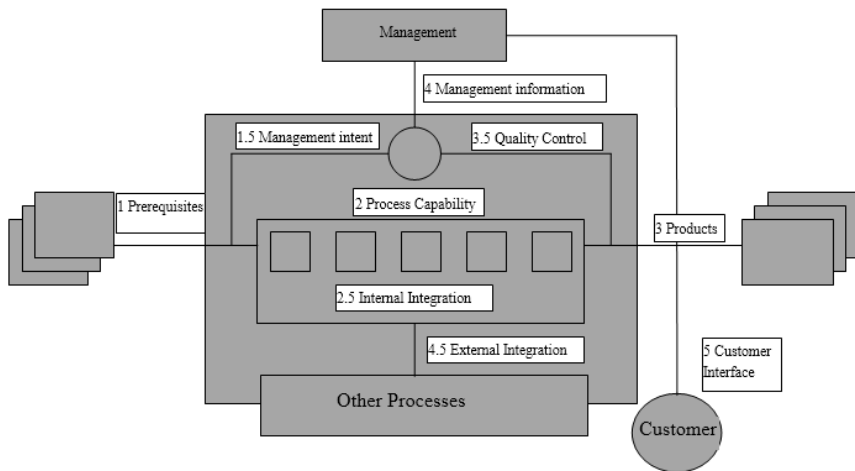 Management
4 Management information
1.5 Management intent
3.5 Quality Control
1 Prerequisites
2 Process Capability
3 Products
2.5 Internal Integration
4.5 External Integration
5 Customer
Interface
Other Processes
Customer